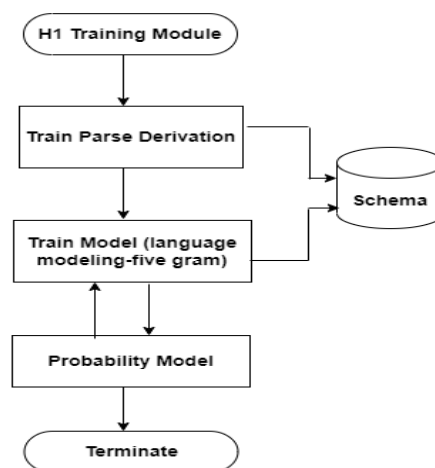 H1 Training Module
Train Parse Derivation
Schema
Train Model (language
modeling-five gram)
Probability Model
Terminate